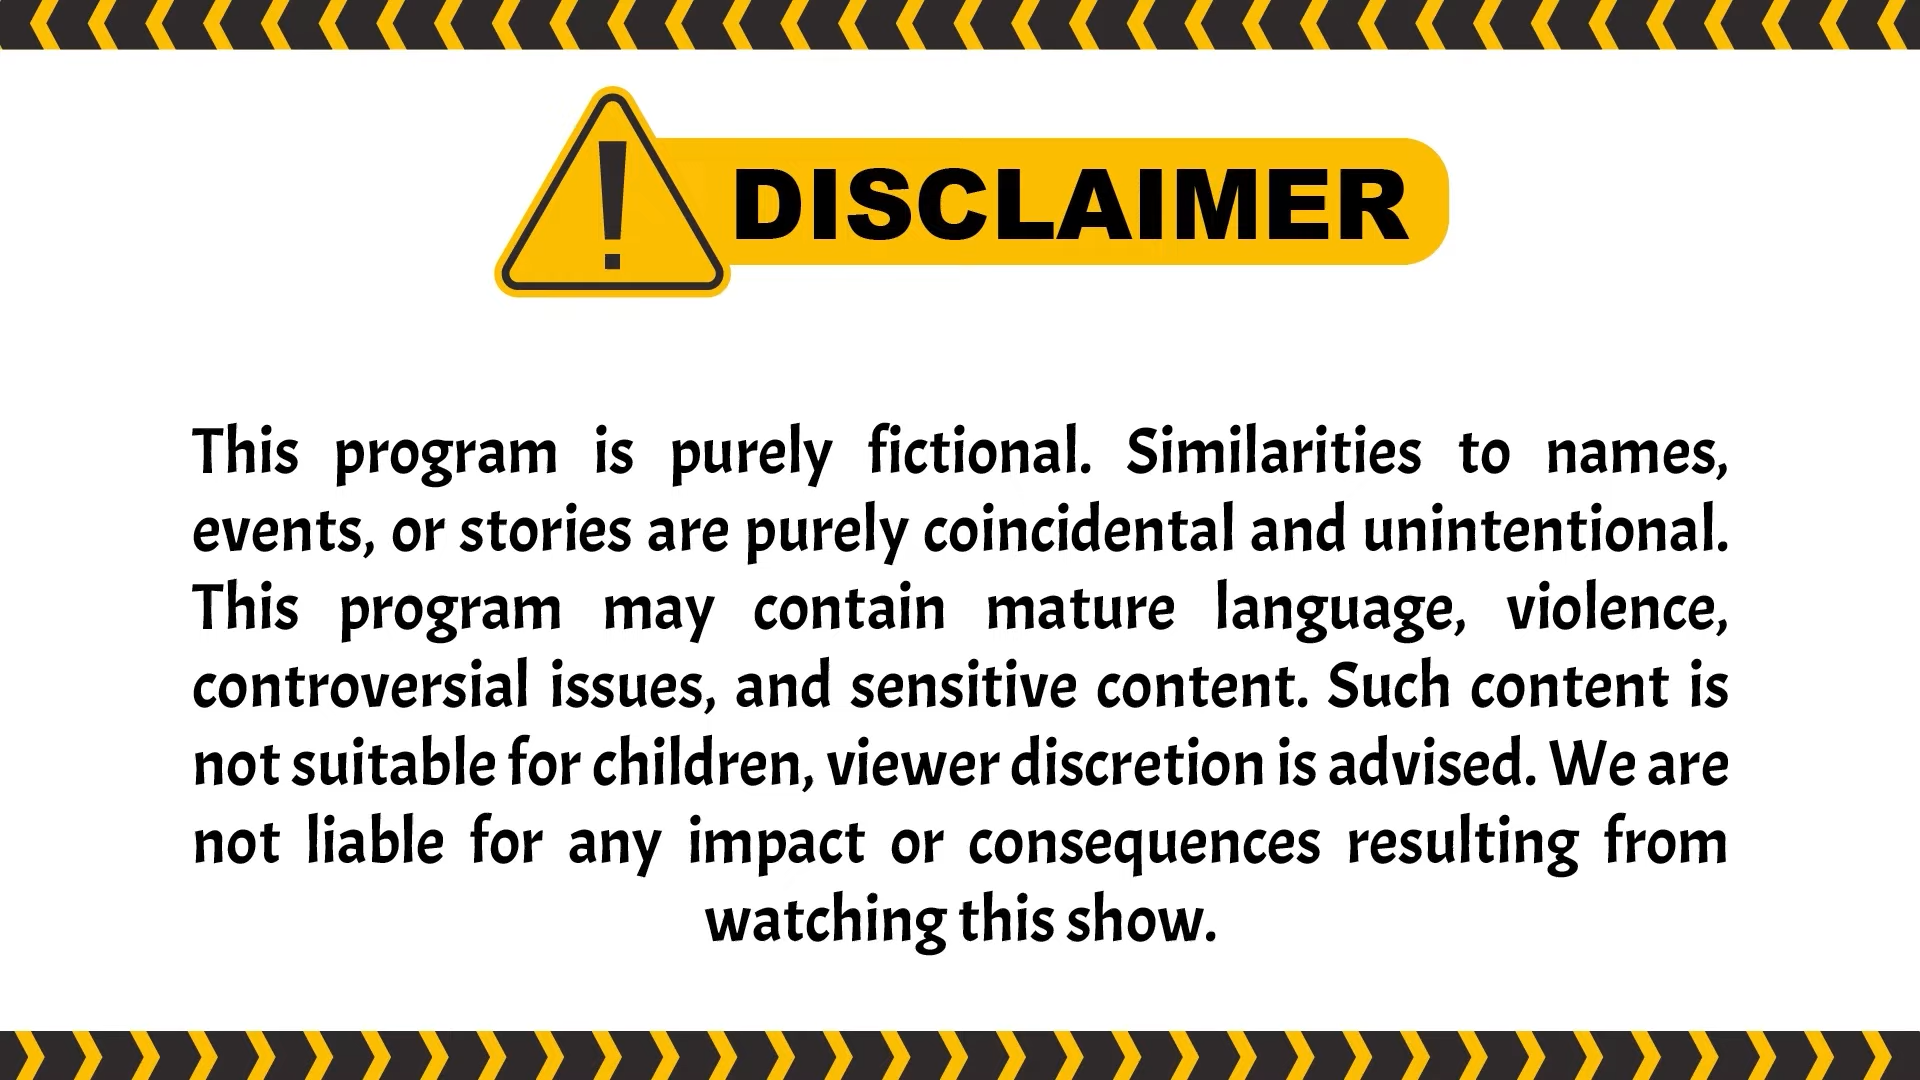 DISCLAIMER
This program is purely fictional. Similarities to names,
events, or stories are purely coincidental and unintentional.
This program may contain mature language, violence,
controversial issues, and sensitive content. Such content is
not suitable for children, viewer discretion is advised. We are
not liable for any impact or consequences resulting from
watching this show.